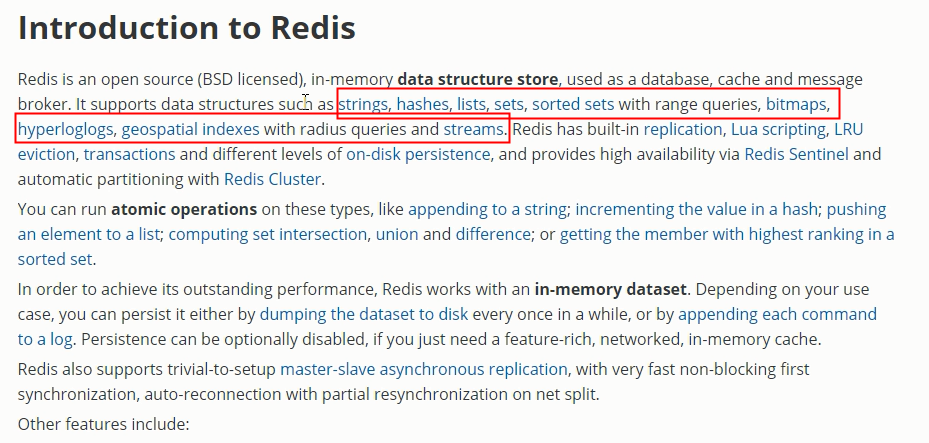 Introduction to Redis
Redis is an open source (BSD licensed), in-memory data structure store, used as a database, cache and message
broker. It supports data structures such as strings, hashes, lists, sets, sorted sets with range queries, bitmaps,
hyperloglogs, geospatial indexes with radius queries and streams. Redis has built-in replication, Lua scripting, LRU
eviction, transactions and different levels of on-disk persistence, and provides high availability via Redis Sentinel and
automatic partitioning with Redis Cluster.
You can run atomic operations on these types, like appending to a string; incrementing the value in a hash; pushing
an element to a list; computing set intersection, union and difference; or getting the member with highest ranking in a
sorted set.
In order to achieve its outstanding performance, Redis works with an in-memory dataset. Depending on your use
case, you can persist it either by dumping the dataset to disk every once in a while, or by appending each command
to a log. Persistence can be optionally disabled, if you just need a feature-rich, networked, in-memory cache.
Redis also supports trivial-to-setup master-slave asynchronous replication, with very fast non-blocking first
synchronization, auto-reconnection with partial resynchronization on net split.
Other features include: